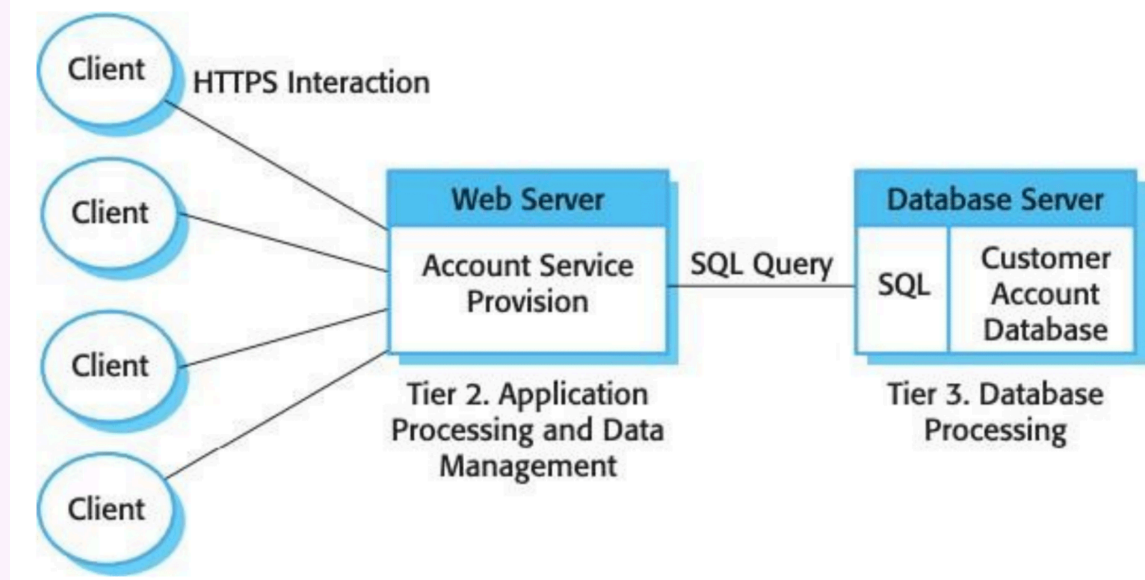 Client
HTTPS Interaction
Client
Client
Client
Web Server
Account Service
Provision
Tier 2. Application
Processing and Data
Management
SQL Query
Database Server
SQL
Customer
Account
Database
Tier 3. Database
Processing